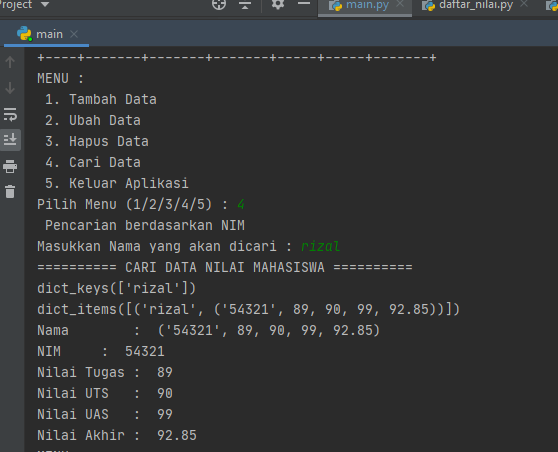 Project
main.py
daftar_nilai.py
main
+----+-------+-------+-------+-----+-----+-------+
MENU :
 1. Tambah Data
 2. Ubah Data
 3. Hapus Data
 4. Cari Data
 5. Keluar Aplikasi
Pilih Menu (1/2/3/4/5) : 4
 Pencarian berdasarkan NIM
Masukkan Nama yang akan dicari : rizal
========== CARI DATA NILAI MAHASISWA ==========
dict_keys(['rizal'])
dict_items([('rizal', ('54321', 89, 90, 99, 92.85))])
Nama        :  ('54321', 89, 90, 99, 92.85)
NIM     :  54321
Nilai Tugas :  89
Nilai UTS   :  90
Nilai UAS   :  99
Nilai Akhir :  92.85